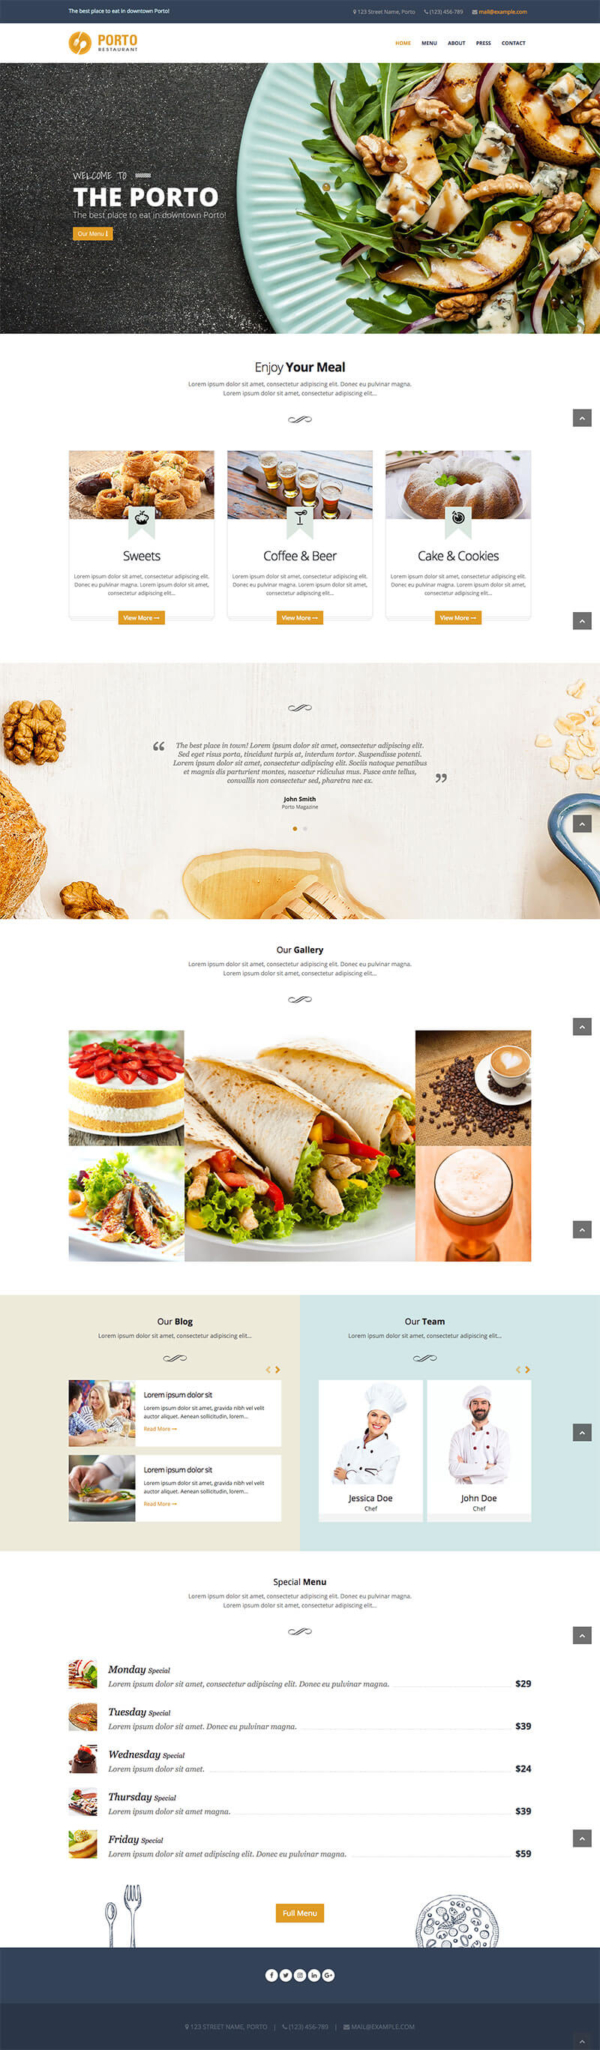 The best place to eat in downtown Porto!
123 Street Name, Porto (123) 456-789 mail@example.com
PORTO
RESTAURANT
HOME MENU ABOUT PRESS CONTACT
WELCOME TO
THE PORTO
The best place to eat in downtown Porto!
Our Menu
Enjoy Your Meal
Lorem ipsum dolor sit amet, consectetur adipiscing elit. Donec eu pulvinar magna.
Lorem ipsum dolor sit amet, consectetur adipiscing elit...
Sweets
Lorem ipsum dolor sit amet, consectetur adipiscing elit.
Donec eu pulvinar magna. Lorem ipsum dolor sit amet,
consectetur adipiscing elit...
View More
Coffee & Beer
Lorem ipsum dolor sit amet, consectetur adipiscing elit.
Donec eu pulvinar magna. Lorem ipsum dolor sit amet,
consectetur adipiscing elit...
View More
Cake & Cookies
Lorem ipsum dolor sit amet, consectetur adipiscing elit.
Donec eu pulvinar magna. Lorem ipsum dolor sit amet,
consectetur adipiscing elit...
View More
“ The best place in town! Lorem ipsum dolor sit amet, consectetur adipiscing elit.
Sed eget risus porta, tincidunt turpis at, interdum tortor. Suspendisse potenti.
Lorem ipsum dolor sit amet, consectetur adipiscing elit. Sociis natoque penatibus
et magnis dis parturient montes, nascetur ridiculus mus. Fusce ante tellus,
convallis non consectetur sed, pharetra nec ex. ”
John Smith
Porto Magazine
Our Gallery
Lorem ipsum dolor sit amet, consectetur adipiscing elit. Donec eu pulvinar magna.
Lorem ipsum dolor sit amet, consectetur adipiscing elit...
Our Blog
Lorem ipsum dolor sit amet, consectetur adipiscing elit...
Lorem ipsum dolor sit
Lorem ipsum dolor sit amet, gravida nibh vel velit
auctor aliquet. Aenean sollicitudin, lorem...
Read More
Lorem ipsum dolor sit
Lorem ipsum dolor sit amet, gravida nibh vel velit
auctor aliquet. Aenean sollicitudin, lorem...
Read More
Our Team
Lorem ipsum dolor sit amet, consectetur adipiscing elit...
Jessica Doe
Chef
John Doe
Chef
Special Menu
Lorem ipsum dolor sit amet, consectetur adipiscing elit. Donec eu pulvinar magna.
Lorem ipsum dolor sit amet, consectetur adipiscing elit...
Monday Special
Lorem ipsum dolor sit amet, consectetur adipiscing elit. Donec eu pulvinar magna. $29
Tuesday Special
Lorem ipsum dolor sit amet. Donec eu pulvinar magna. $39
Wednesday Special
Lorem ipsum dolor sit amet. $24
Thursday Special
Lorem ipsum dolor sit amet magna. $39
Friday Special
Lorem ipsum dolor sit amet adipiscing elit. Donec eu pulvinar magna. $59
Full Menu
123 STREET NAME, PORTO | (123) 456-789 | MAIL@EXAMPLE.COM